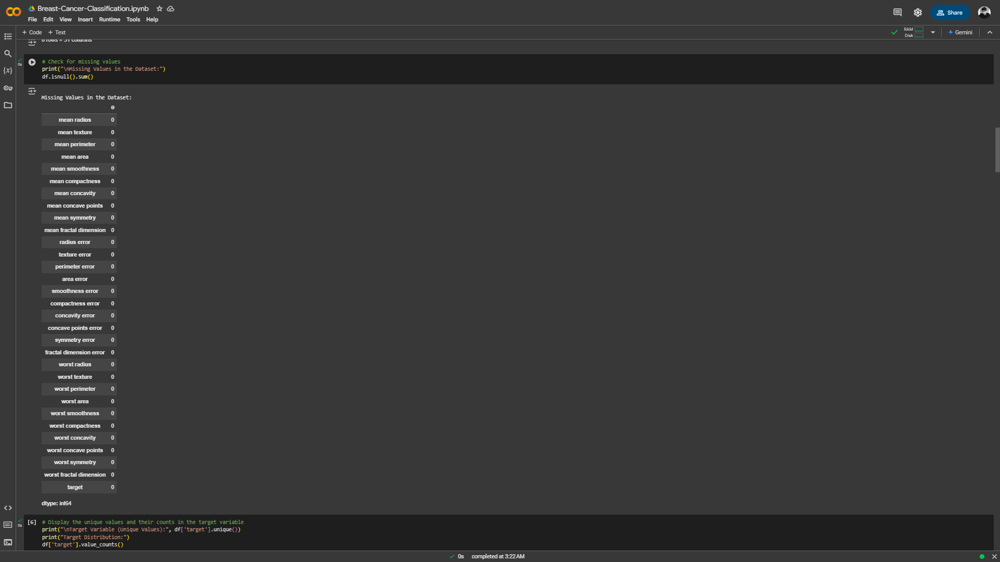 Breast-Cancer-Classification.ipynb
File Edit View Insert Runtime Tools Help
Share
+ Code + Text
RAM
Disk
Gemini
8 rows × 31 columns
0s
# Check for missing values
print("\nMissing Values in the Dataset:")
df.isnull().sum()
Missing Values in the Dataset:
0
mean radius 0
mean texture 0
mean perimeter 0
mean area 0
mean smoothness 0
mean compactness 0
mean concavity 0
mean concave points 0
mean symmetry 0
mean fractal dimension 0
radius error 0
texture error 0
perimeter error 0
area error 0
smoothness error 0
compactness error 0
concavity error 0
concave points error 0
symmetry error 0
fractal dimension error 0
worst radius 0
worst texture 0
worst perimeter 0
worst area 0
worst smoothness 0
worst compactness 0
worst concavity 0
worst concave points 0
worst symmetry 0
worst fractal dimension 0
target 0
dtype: int64
0s
[6] # Display the unique values and their counts in the target variable
print("\nTarget Variable (Unique Values):", df['target'].unique())
print("Target Distribution:")
df['target'].value_counts()
0s completed at 3:22 AM